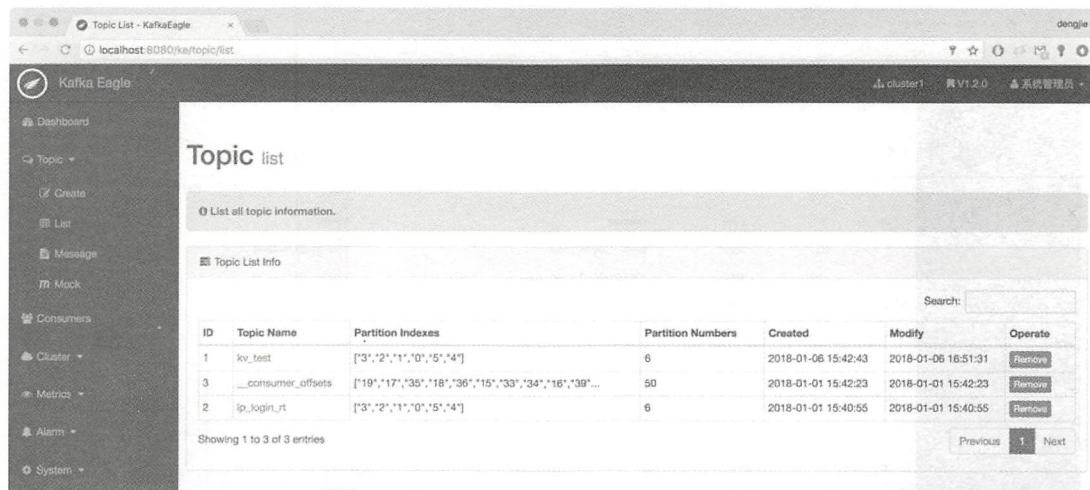 Topic List - KafkaEagle ×
dengjie
localhost:8080/ke/topic/list
Kafka Eagle
cluster1 V1.2.0 系统管理员
Dashboard
Topic
Create
List
Message
Mock
Consumers
Cluster
Metrics
Alarm
System
Topic list
List all topic information. ×
Topic List Info
Search:
ID Topic Name Partition Indexes Partition Numbers Created Modify Operate
1 kv_test ["3","2","1","0","5","4"] 6 2018-01-06 15:42:43 2018-01-06 16:51:31 Remove
3 __consumer_offsets ["19","17","35","18","36","15","33","34","16","39"... 50 2018-01-01 15:42:23 2018-01-01 15:42:23 Remove
2 ip_login_rt ["3","2","1","0","5","4"] 6 2018-01-01 15:40:55 2018-01-01 15:40:55 Remove
Showing 1 to 3 of 3 entries
Previous 1 Next